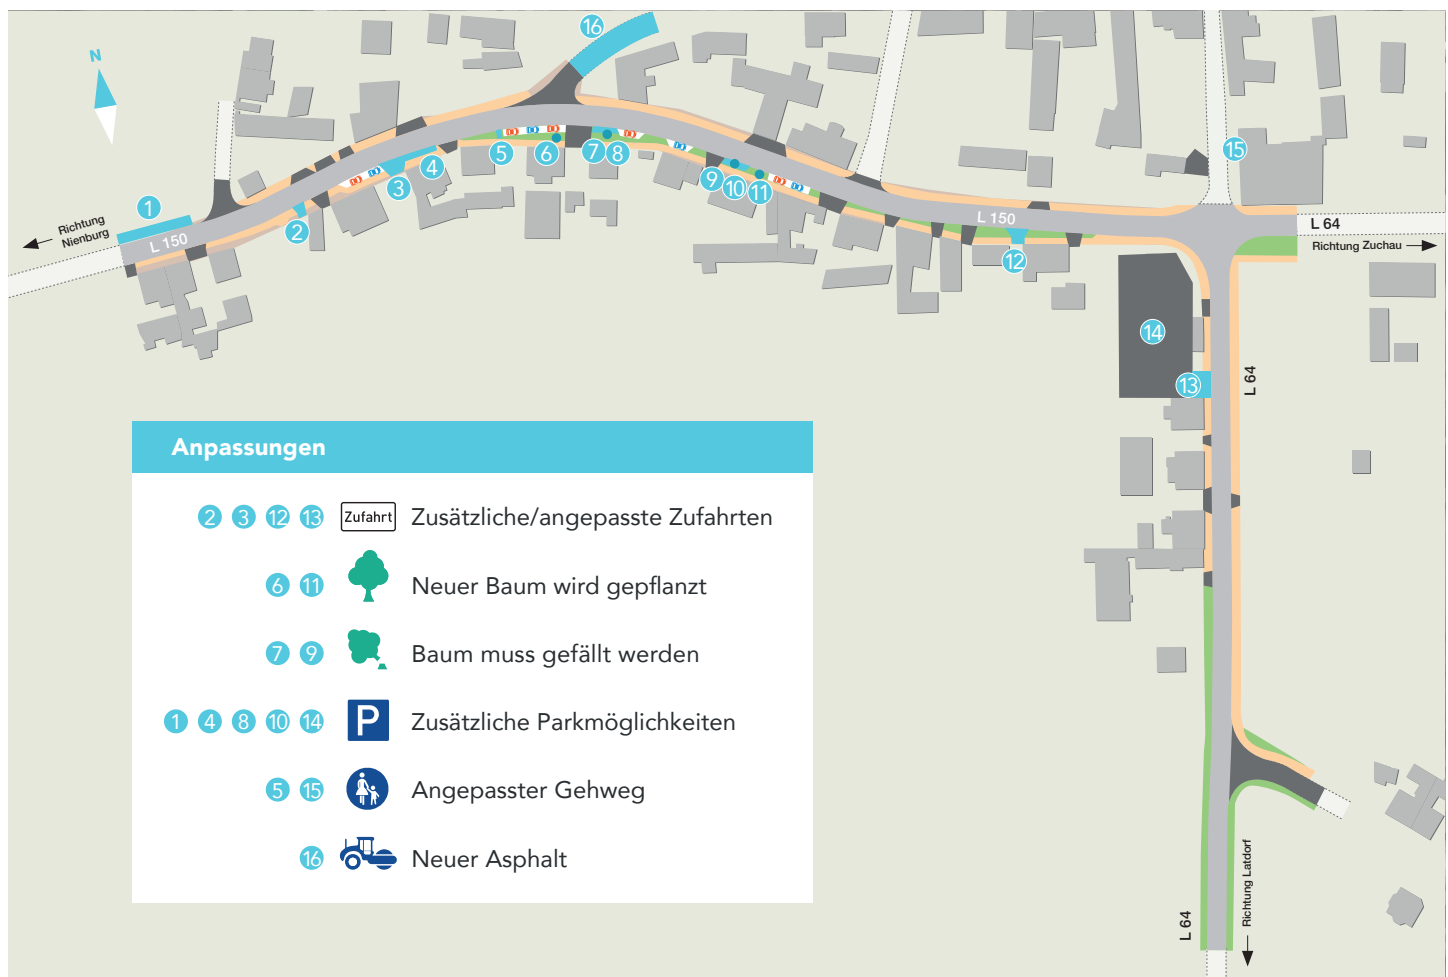 16
N
15
1
5
6
7
8
4
3
9
10
11
2
Richtung
Nienburg
L 150
L 150
L 64
Richtung Zuchau
12
14
13
L 64
Anpassungen
2 3 12 13 Zufahrt Zusätzliche/angepasste Zufahrten
6 11 Neuer Baum wird gepflanzt
7 9 Baum muss gefällt werden
1 4 8 10 14 P Zusätzliche Parkmöglichkeiten
5 15 Angepasster Gehweg
16 Neuer Asphalt
L 64
Richtung Latdorf